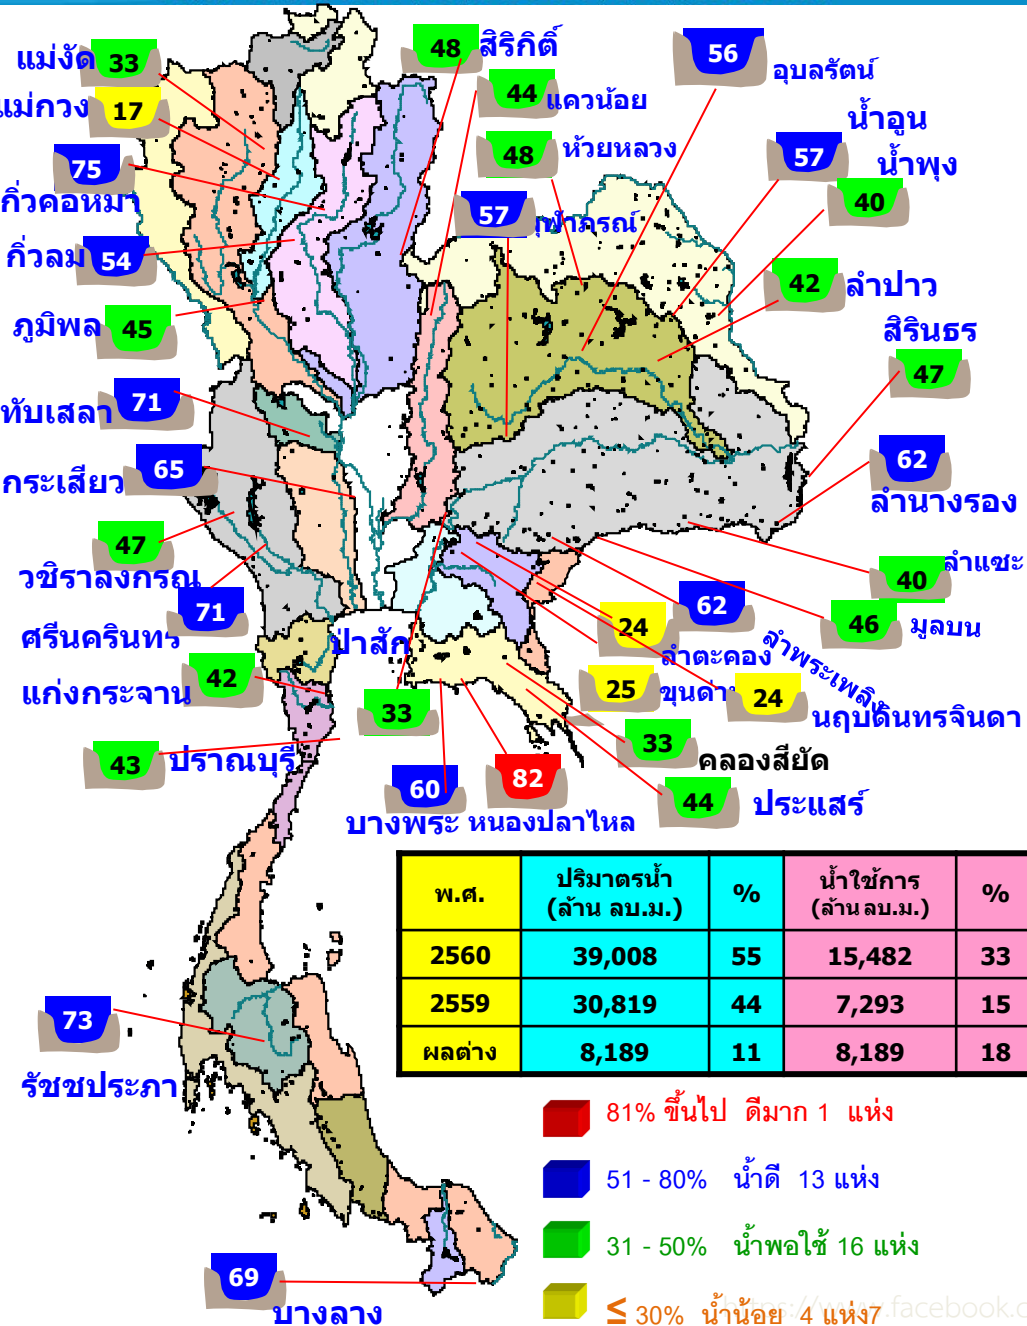 48 สิริกิติ์
แม่งัด 33
56 อุบลรัตน์
44 แควน้อย
แม่กวง 17
น้ำอูน
48 ห้วยหลวง
57 น้ำพุง
75
กิ่วคอหมา
40
57 จุฬาภรณ์
กิ่วลม 54
42 ลำปาว
ภูมิพล 45
สิรินธร
47
ทับเสลา 71
62
กระเสียว 65
ลำนางรอง
47
วชิราลงกรณ
ลำแซะ
40
71
62
ศรีนครินทร์
ป่าสัก
24
46 มูลบน
ลำตะคอง
ลำพระเพลิง
แก่งกระจาน 42
25 ขุนด่าน
24
33
นฤบดินทรจินดา
33
คลองสียัด
43 ปราณบุรี
60
82
44 ประแสร์
บางพระ หนองปลาไหล
พ.ศ. ปริมาตรน้ำ (ล้าน ลบ.ม.) % น้ำใช้การ (ล้าน ลบ.ม.) %
2560 39,008 55 15,482 33
2559 30,819 44 7,293 15
ผลต่าง 8,189 11 8,189 18
73
รัชชประภา
81% ขึ้นไป ดีมาก 1 แห่ง
51 - 80% น้ำดี 13 แห่ง
31 - 50% น้ำพอใช้ 16 แห่ง
≤ 30% น้ำน้อย 4 แห่ง7
69
บางลาง